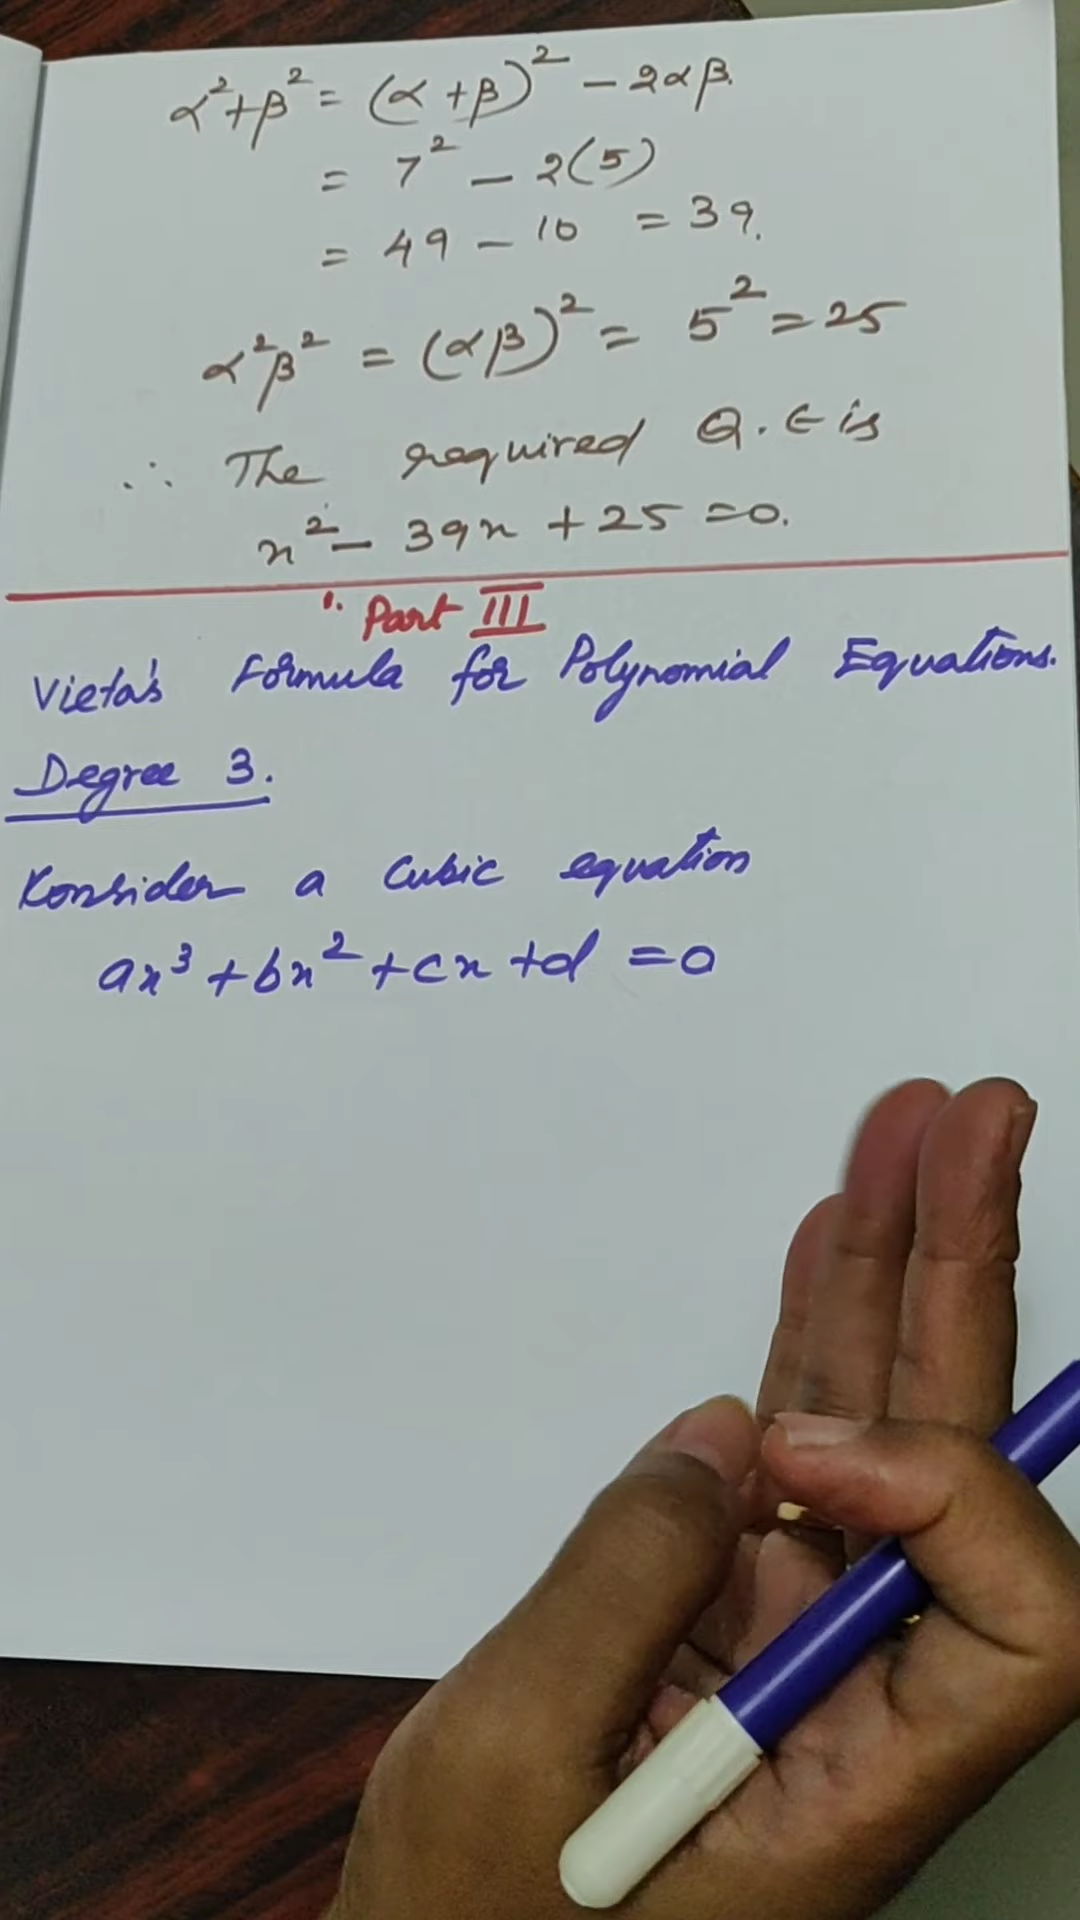 α²+β² = (α+β)² − 2αβ.
= 7² − 2(5)
= 49 − 10 = 39.
α²β² = (αβ)² = 5² = 25
∴ The required Q.E is
x² − 39x + 25 = 0.
Part III
Vieta's Formula for Polynomial Equations.
Degree 3.
Consider a cubic equation
ax³ + bx² + cx + d = 0